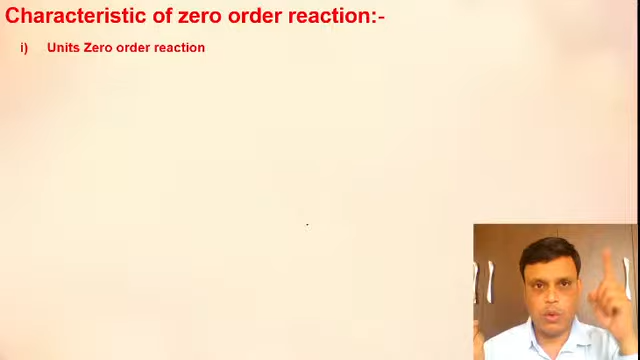 Characteristic of zero order reaction:-
i) Units Zero order reaction